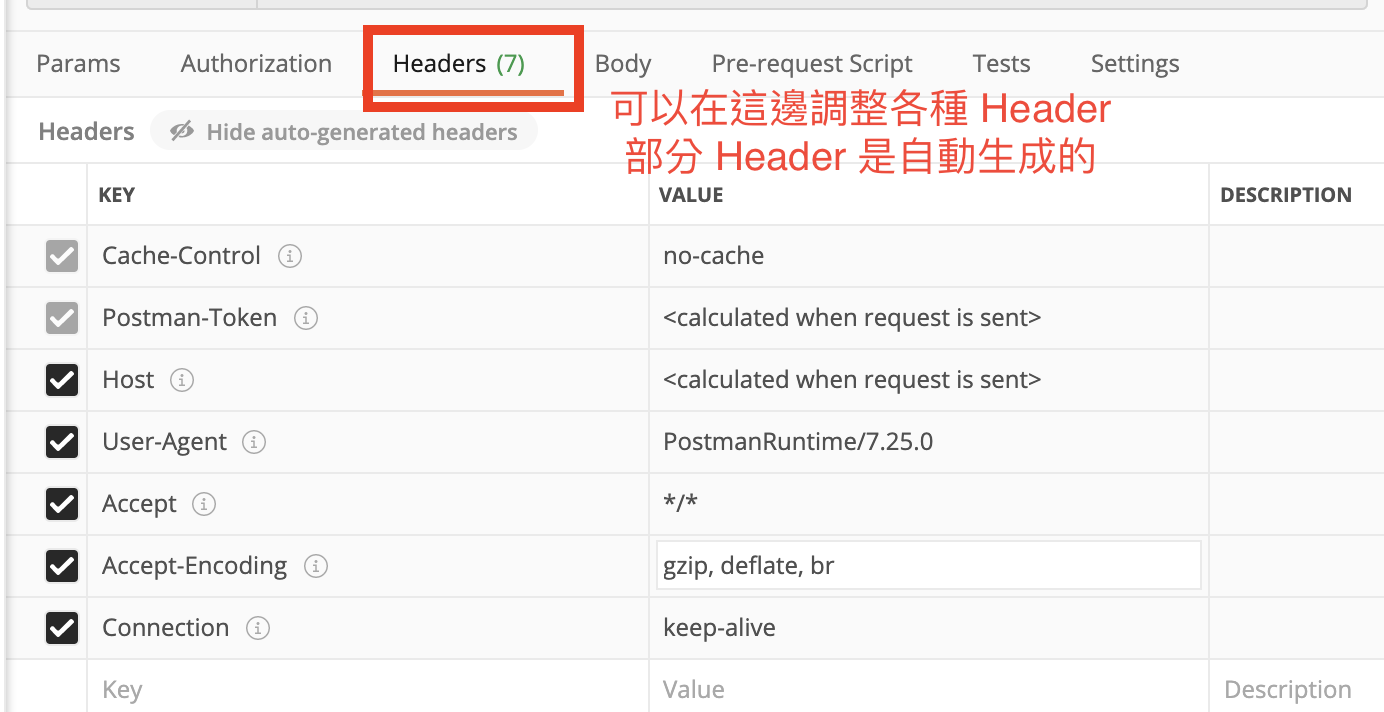 Params Authorization Headers (7) Body Pre-request Script Tests Settings
可以在這邊調整各種 Header
Headers Hide auto-generated headers
部分 Header 是自動生成的
KEY VALUE DESCRIPTION
Cache-Control no-cache
Postman-Token <calculated when request is sent>
Host <calculated when request is sent>
User-Agent PostmanRuntime/7.25.0
Accept */*
Accept-Encoding gzip, deflate, br
Connection keep-alive
Key Value Description